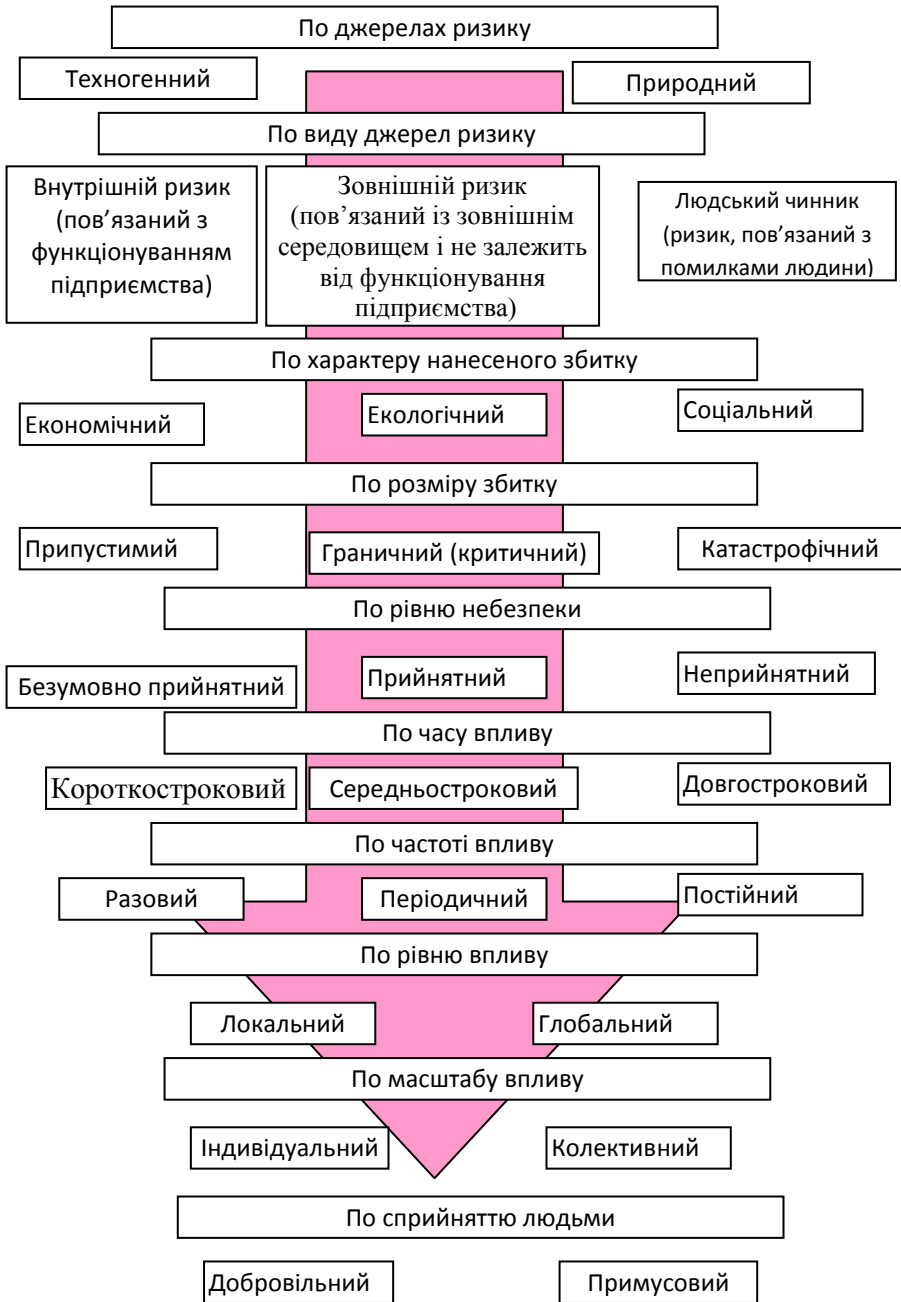 По джерелах ризику
Техногенний
Природний
По виду джерел ризику
Внутрішній ризик
(пов’язаний з
функціонуванням
підприємства)
Зовнішній ризик
(пов’язаний із зовнішнім
середовищем і не залежить
від функціонування
підприємства)
Людський чинник
(ризик, пов’язаний з
помилками людини)
По характеру нанесеного збитку
Економічний
Екологічний
Соціальний
По розміру збитку
Припустимий
Граничний (критичний)
Катастрофічний
По рівню небезпеки
Безумовно прийнятний
Прийнятний
Неприйнятний
По часу впливу
Короткостроковий
Середньостроковий
Довгостроковий
По частоті впливу
Разовий
Періодичний
Постійний
По рівню впливу
Локальний
Глобальний
По масштабу впливу
Індивідуальний
Колективний
По сприйняттю людьми
Добровільний
Примусовий